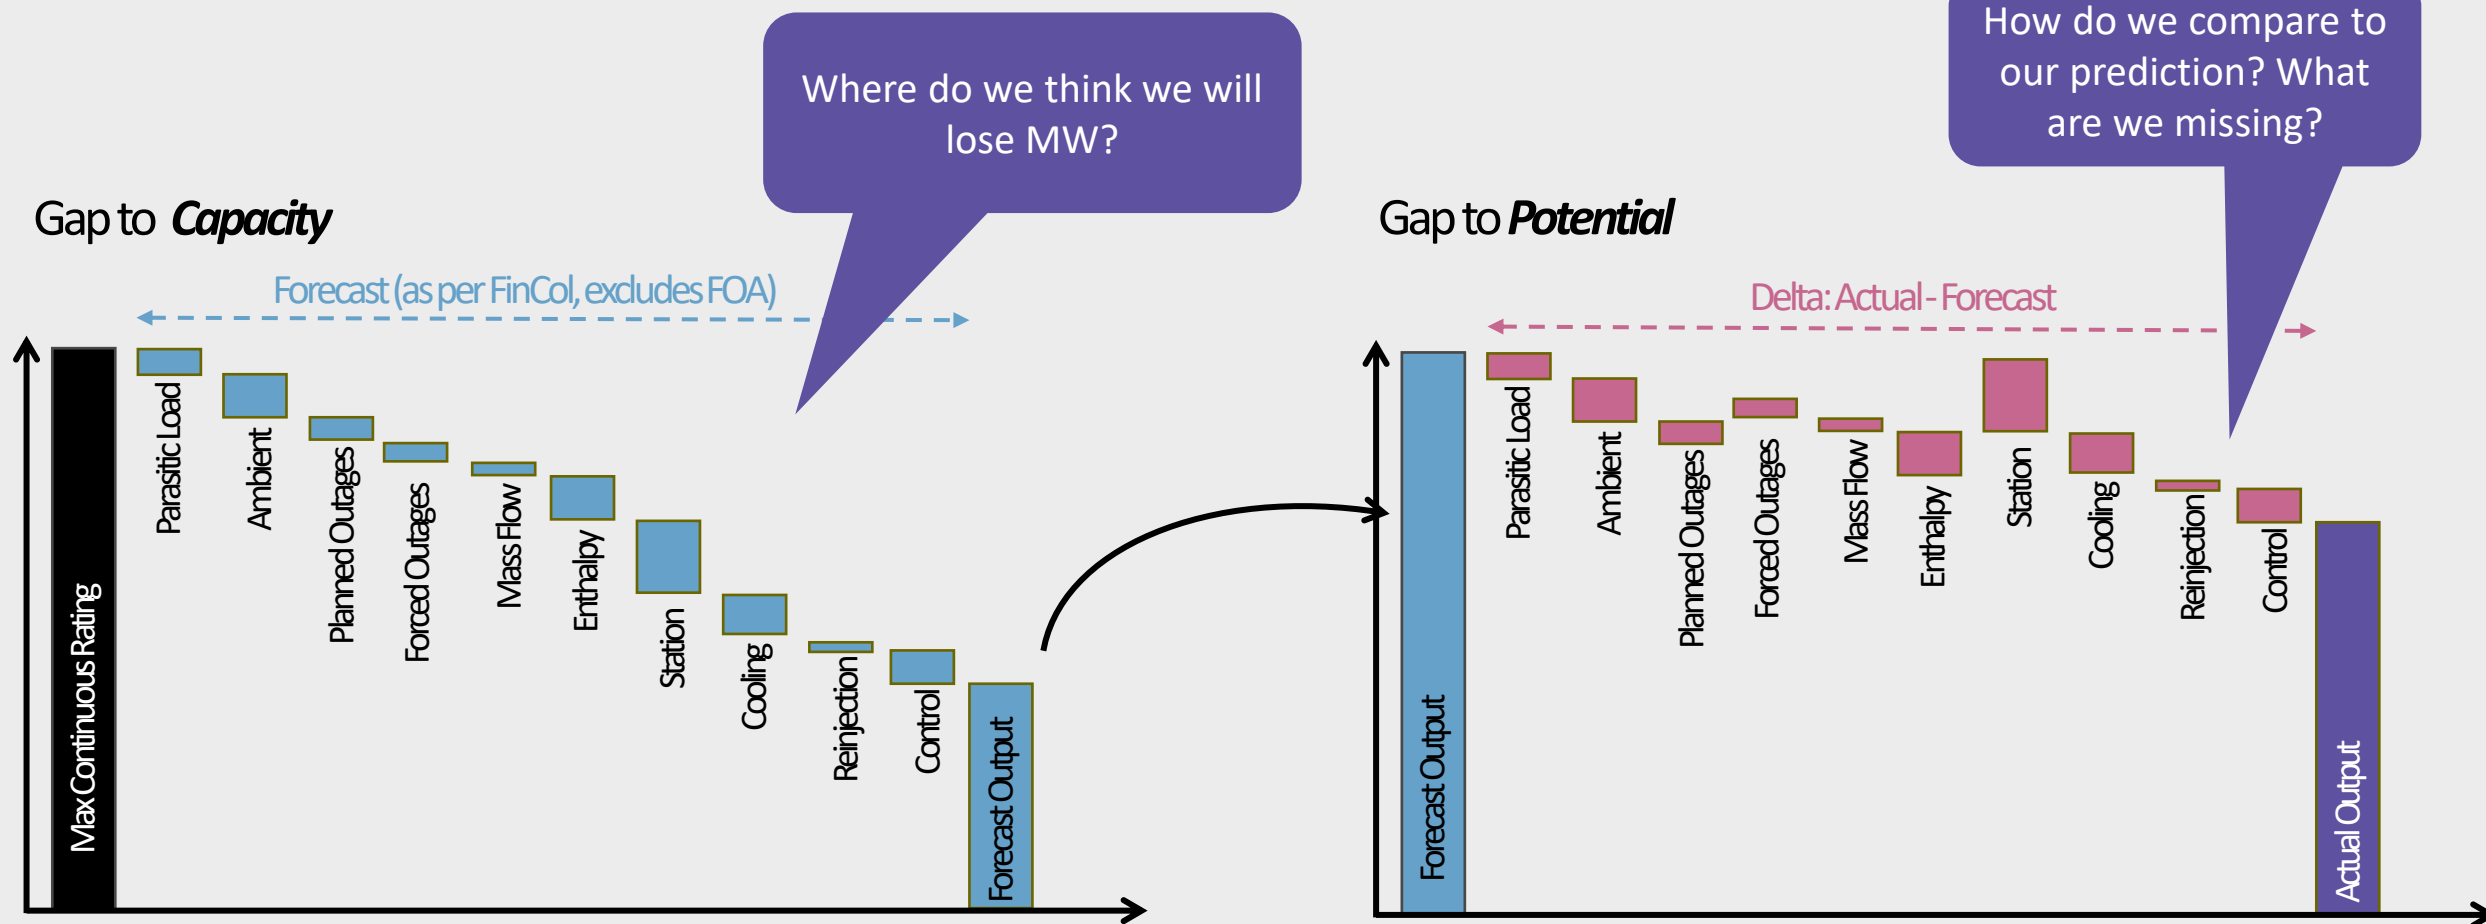 Where do we think we will
lose MW?
How do we compare to
our prediction? What
are we missing?
Gap to Capacity
Forecast (as per FinCol, excludes FOA)
Max Continuous Rating
Parasitic Load
Ambient
Planned Outages
Forced Outages
Mass Flow
Enthalpy
Station
Cooling
Reinjection
Control
Forecast Output
Gap to Potential
Delta: Actual - Forecast
Forecast Output
Parasitic Load
Ambient
Planned Outages
Forced Outages
Mass Flow
Enthalpy
Station
Cooling
Reinjection
Control
Actual Output